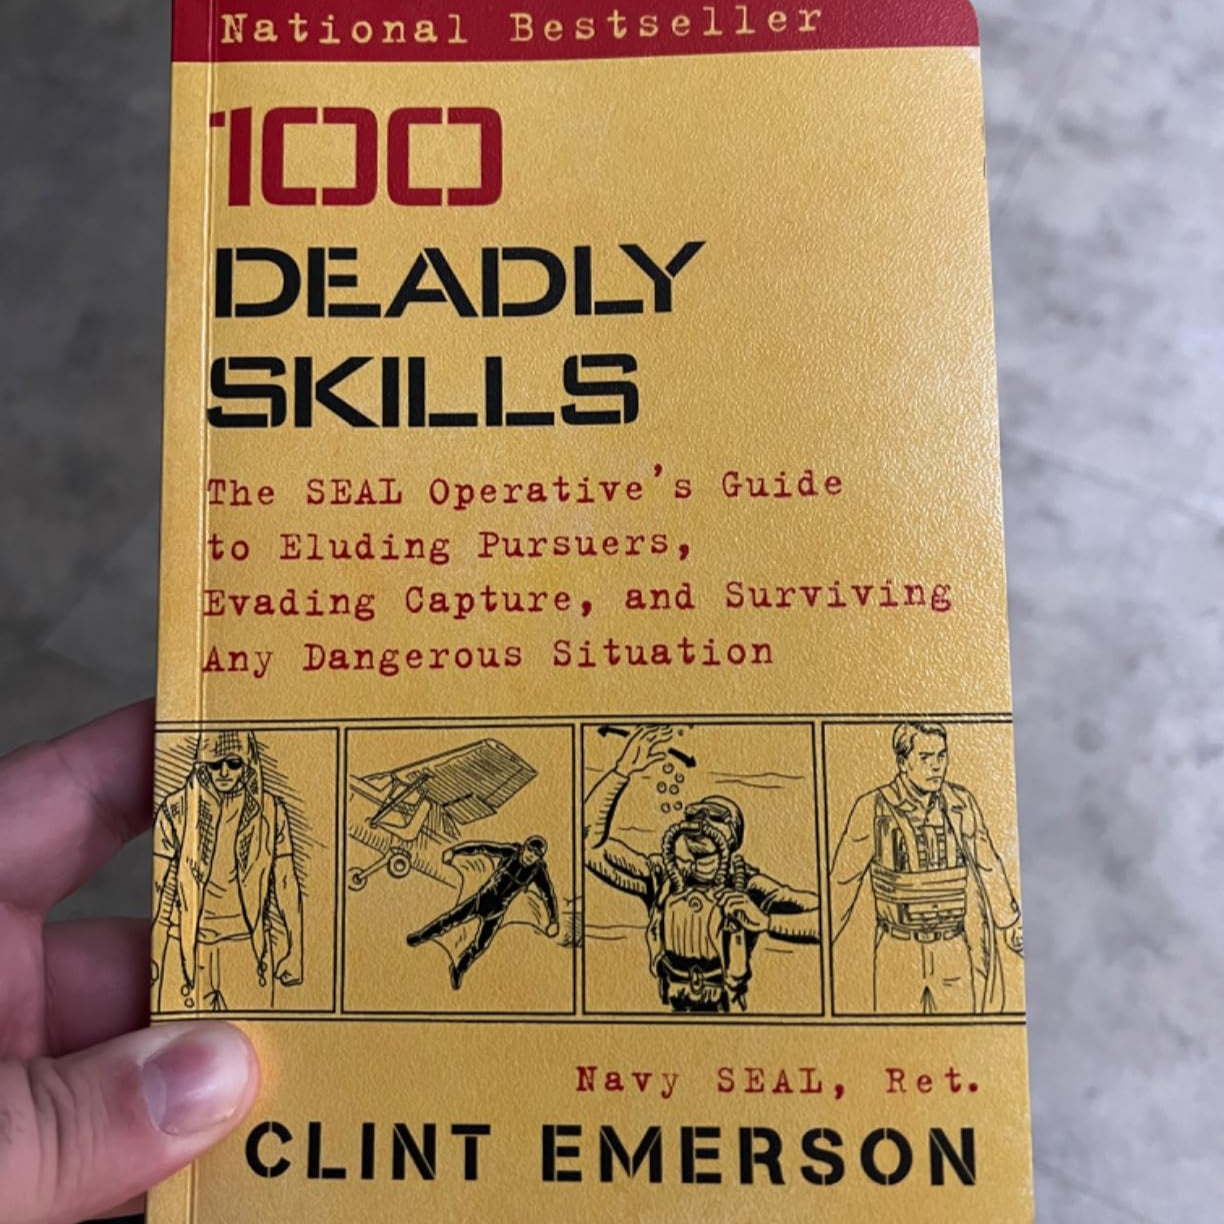 National Bestseller
100
DEADLY
SKILLS
The SEAL Operative's Guide
to Eluding Pursuers,
Evading Capture, and Surviving
Any Dangerous Situation
Navy SEAL, Ret.
CLINT EMERSON